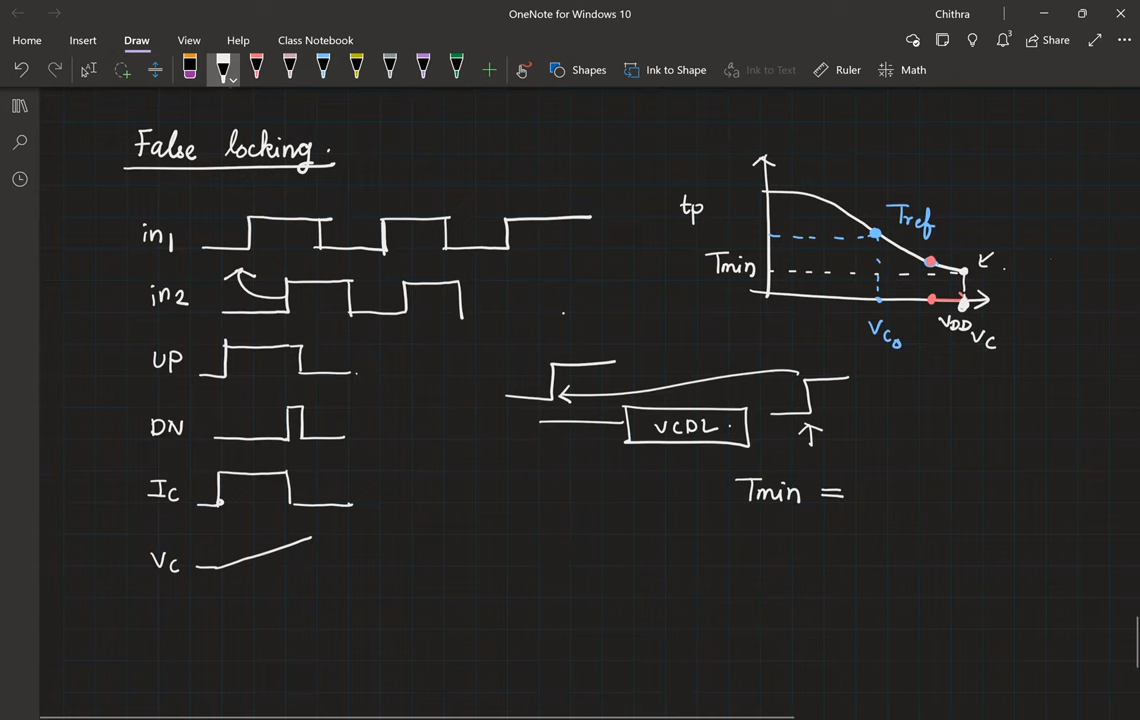 OneNote for Windows 10
Chithra
Home Insert Draw View Help Class Notebook
Share
Shapes Ink to Shape Ink to Text Ruler Math
False locking.
in1
in2
UP
DN
IC
VC
tp
Tref
Tmin
VC0
VDD
VC
VCDL
Tmin =